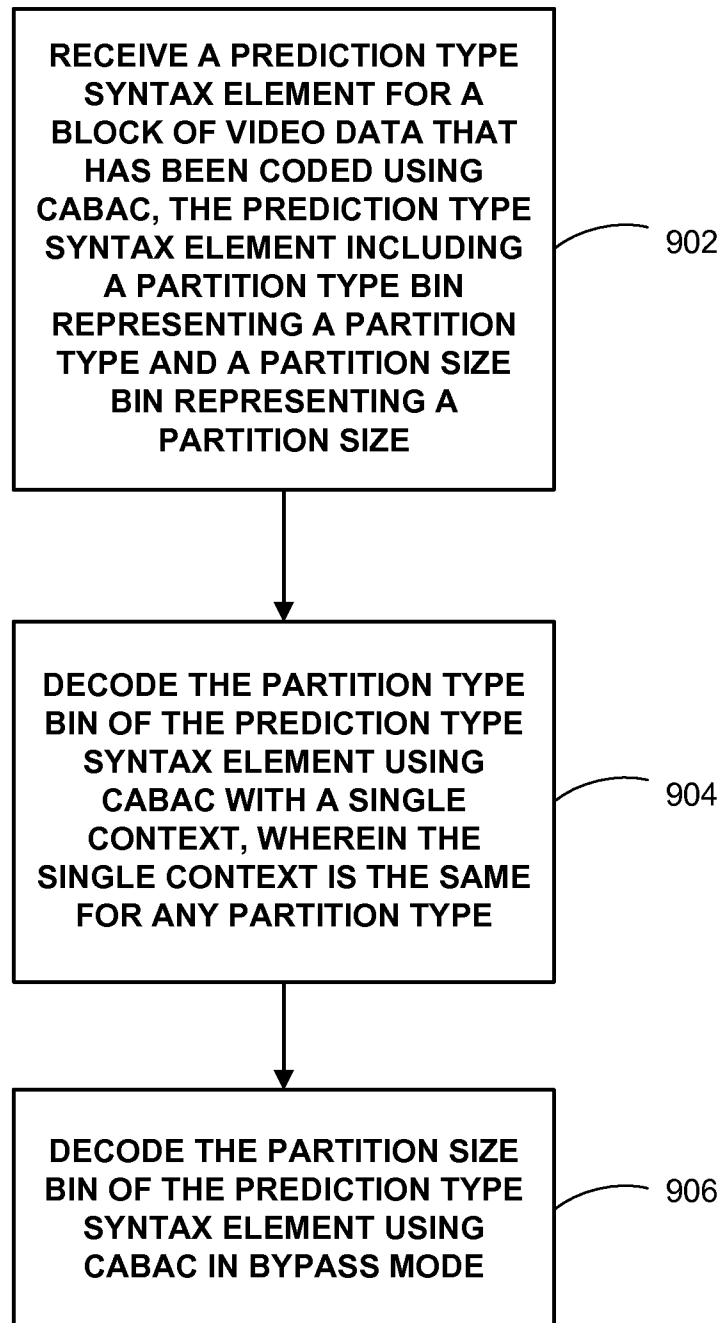 RECEIVE A PREDICTION TYPE
SYNTAX ELEMENT FOR A
BLOCK OF VIDEO DATA THAT
HAS BEEN CODED USING
CABAC, THE PREDICTION TYPE
SYNTAX ELEMENT INCLUDING
A PARTITION TYPE BIN
REPRESENTING A PARTITION
TYPE AND A PARTITION SIZE
BIN REPRESENTING A
PARTITION SIZE
902
DECODE THE PARTITION TYPE
BIN OF THE PREDICTION TYPE
SYNTAX ELEMENT USING
CABAC WITH A SINGLE
CONTEXT, WHEREIN THE
SINGLE CONTEXT IS THE SAME
FOR ANY PARTITION TYPE
904
DECODE THE PARTITION SIZE
BIN OF THE PREDICTION TYPE
SYNTAX ELEMENT USING
CABAC IN BYPASS MODE
906